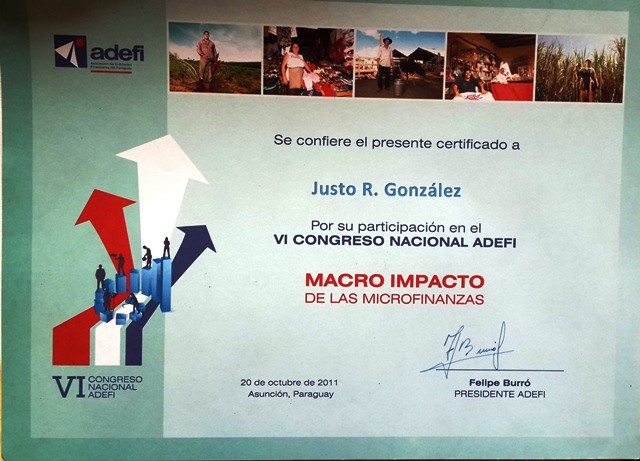 adefi
Se confiere el presente certificado a
Justo R. González
Por su participación en el
VI CONGRESO NACIONAL ADEFI
MACRO IMPACTO
DE LAS MICROFINANZAS
VI CONGRESO
NACIONAL
ADEFI
20 de octubre de 2011
Asunción, Paraguay
Felipe Burró
PRESIDENTE ADEFI